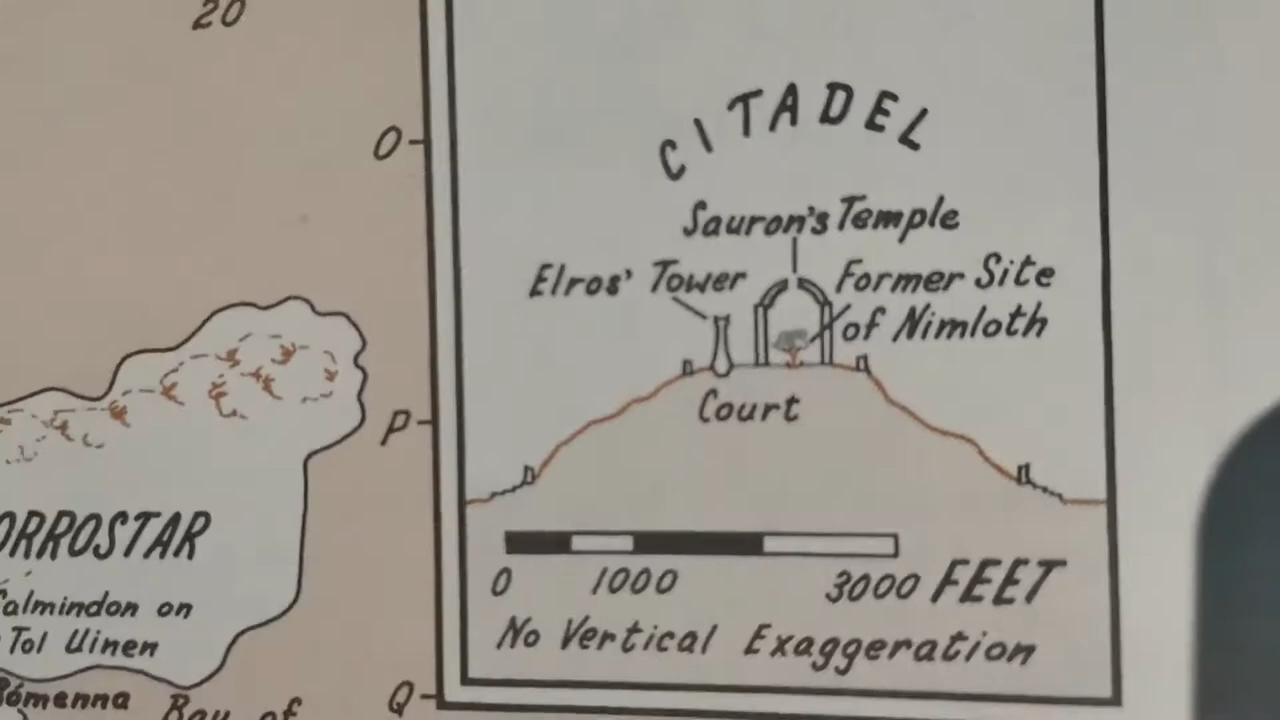 20
O
CITADEL
Sauron's Temple
Elros' Tower
Former Site
of Nimloth
P
Court
ORROSTAR
Calmindon on
Tol Uinen
0 1000 3000 FEET
No Vertical Exaggeration
Rómenna
Bay of
Q